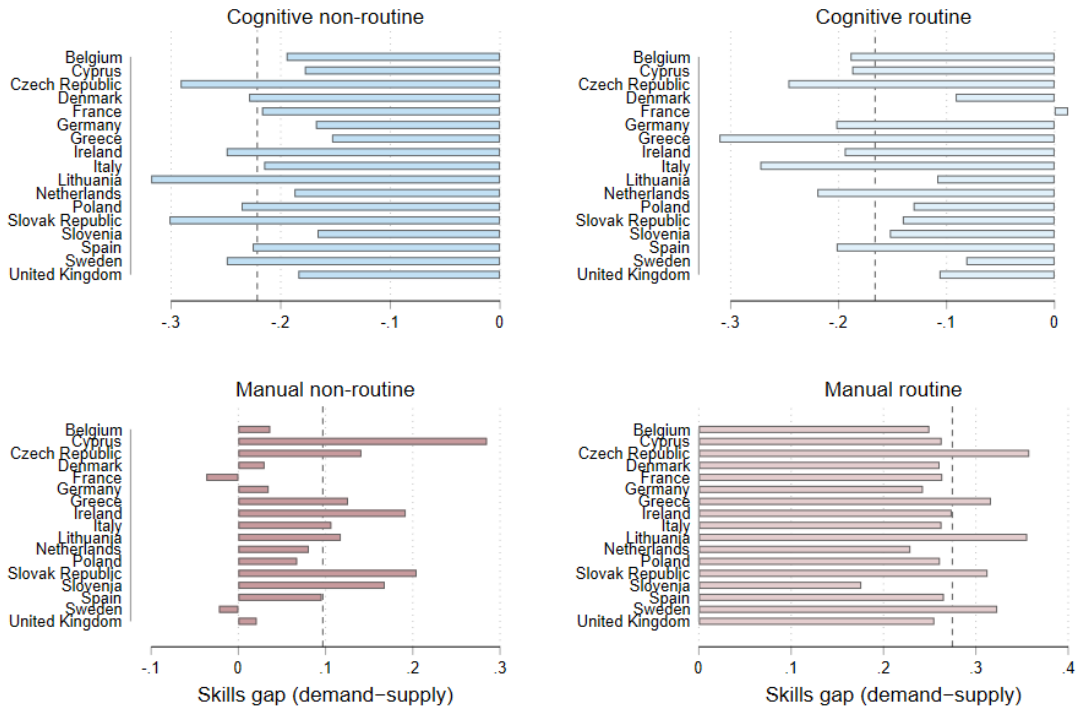 Cognitive non-routine
Belgium
Cyprus
Czech Republic
Denmark
France
Germany
Greece
Ireland
Italy
Lithuania
Netherlands
Poland
Slovak Republic
Slovenia
Spain
Sweden
United Kingdom
-.3 -.2 -.1 0
Cognitive routine
Belgium
Cyprus
Czech Republic
Denmark
France
Germany
Greece
Ireland
Italy
Lithuania
Netherlands
Poland
Slovak Republic
Slovenia
Spain
Sweden
United Kingdom
-.3 -.2 -.1 0
Manual non-routine
Belgium
Cyprus
Czech Republic
Denmark
France
Germany
Greece
Ireland
Italy
Lithuania
Netherlands
Poland
Slovak Republic
Slovenia
Spain
Sweden
United Kingdom
-.1 0 .1 .2 .3
Skills gap (demand−supply)
Manual routine
Belgium
Cyprus
Czech Republic
Denmark
France
Germany
Greece
Ireland
Italy
Lithuania
Netherlands
Poland
Slovak Republic
Slovenia
Spain
Sweden
United Kingdom
0 .1 .2 .3 .4
Skills gap (demand−supply)